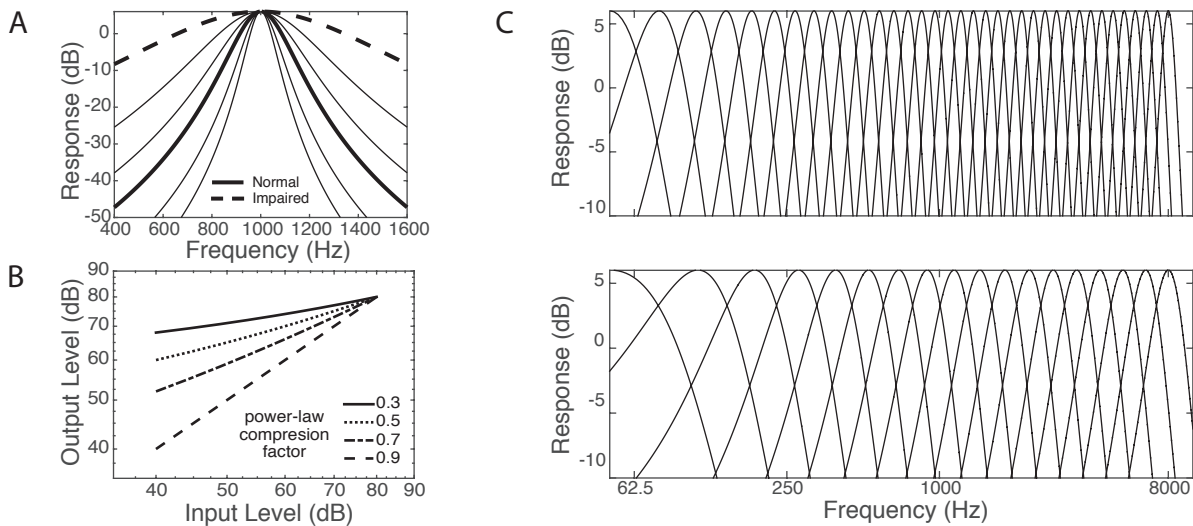 A
Response (dB)
0
-10
-20
-30
-40
-50
Normal
Impaired
400 600 800 1000 1200 1400 1600
Frequency (Hz)
B
Output Level (dB)
90
80
70
60
50
40
power-law
compresion
factor
0.3
0.5
0.7
0.9
40 50 60 70 80 90
Input Level (dB)
C
Response (dB)
5
0
-5
-10
Response (dB)
5
0
-5
-10
62.5 250 1000 8000
Frequency (Hz)